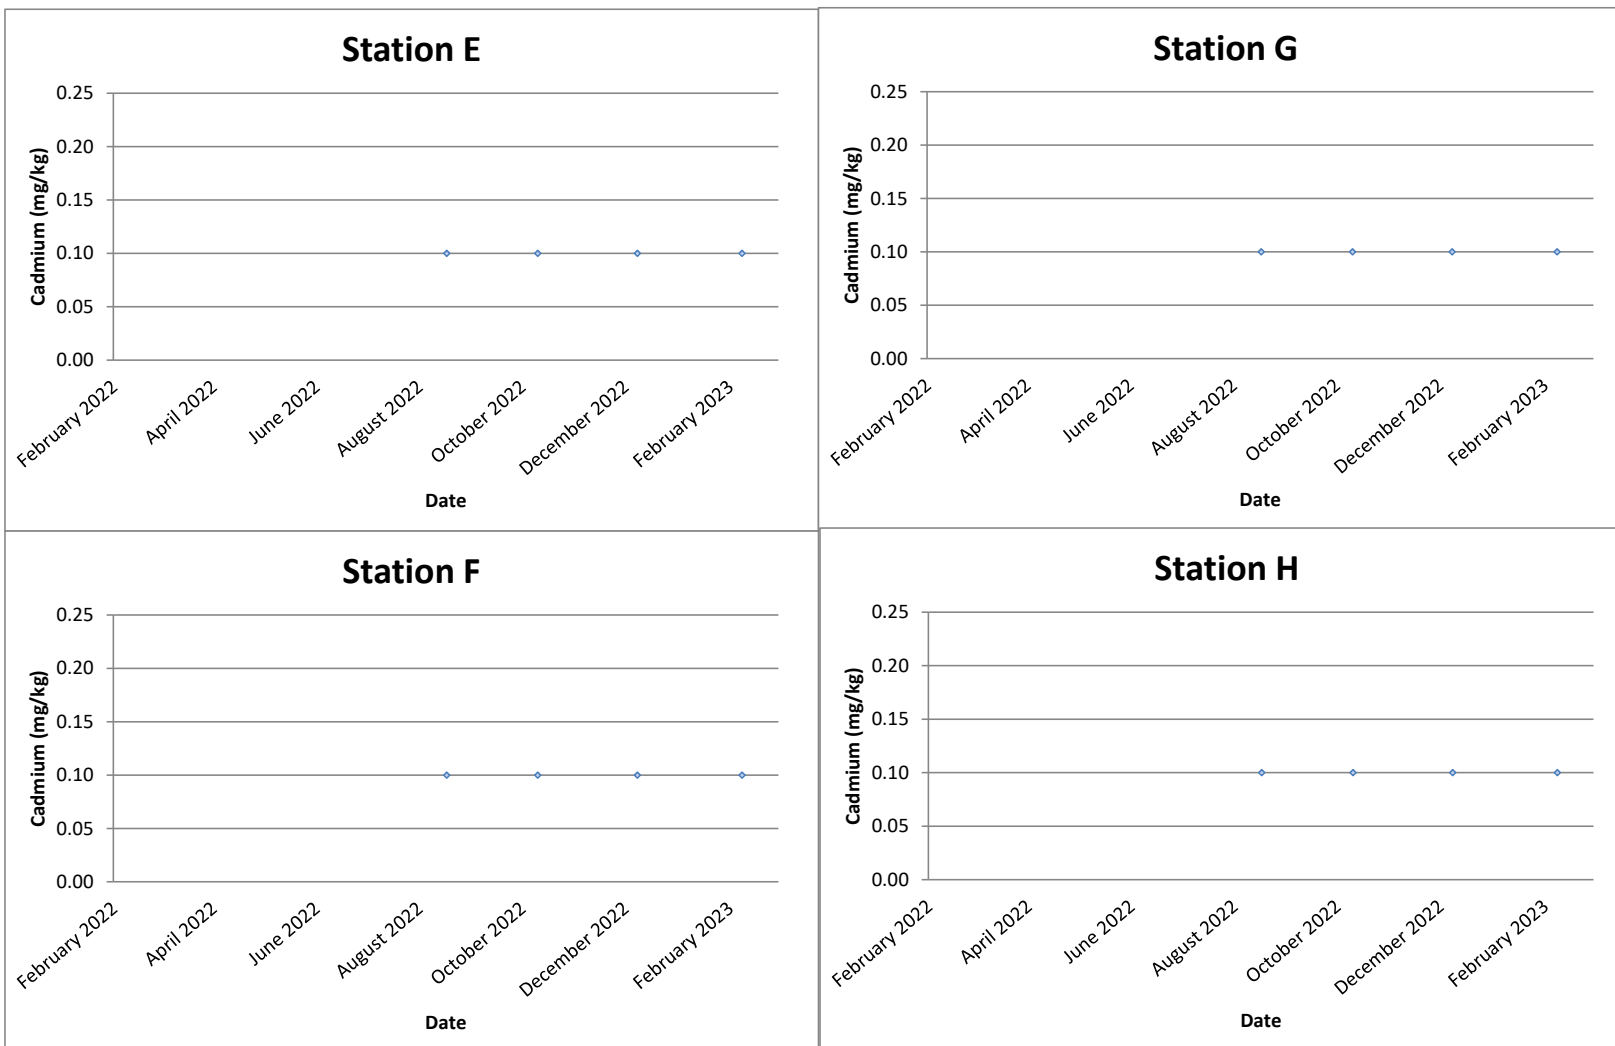 Station E
0.25
0.20
0.15
0.10
0.05
0.00
Cadmium (mg/kg)
February 2022
April 2022
June 2022
August 2022
October 2022
December 2022
February 2023
Date
Station G
0.25
0.20
0.15
0.10
0.05
0.00
Cadmium (mg/kg)
February 2022
April 2022
June 2022
August 2022
October 2022
December 2022
February 2023
Date
Station F
0.25
0.20
0.15
0.10
0.05
0.00
Cadmium (mg/kg)
February 2022
April 2022
June 2022
August 2022
October 2022
December 2022
February 2023
Date
Station H
0.25
0.20
0.15
0.10
0.05
0.00
Cadmium (mg/kg)
February 2022
April 2022
June 2022
August 2022
October 2022
December 2022
February 2023
Date